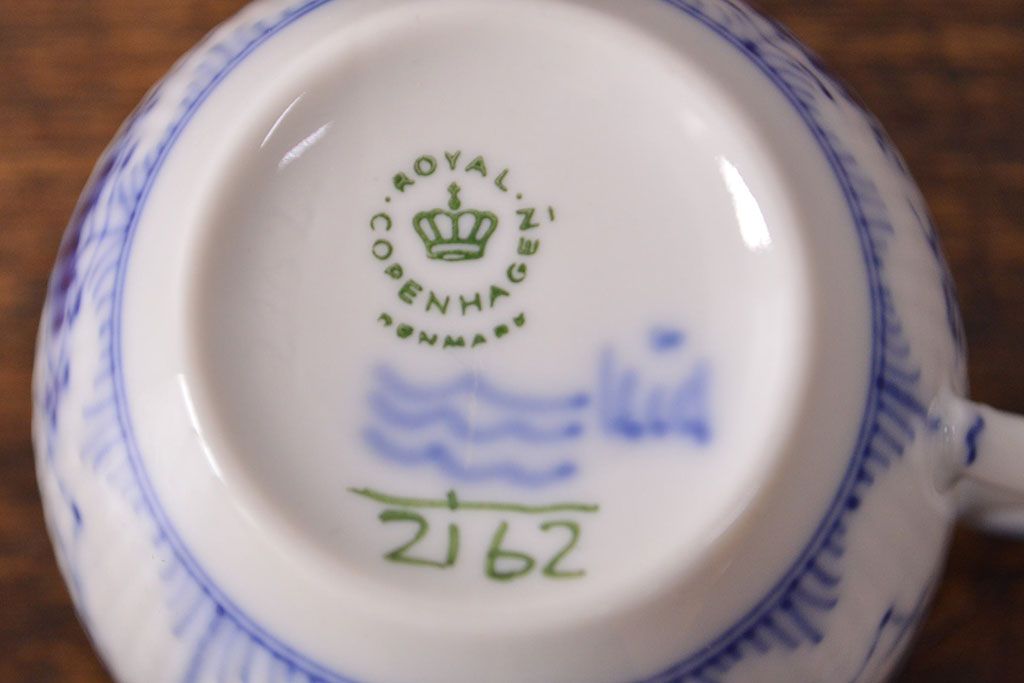 ROYAL
COPENHAGEN
DENMARK
2162